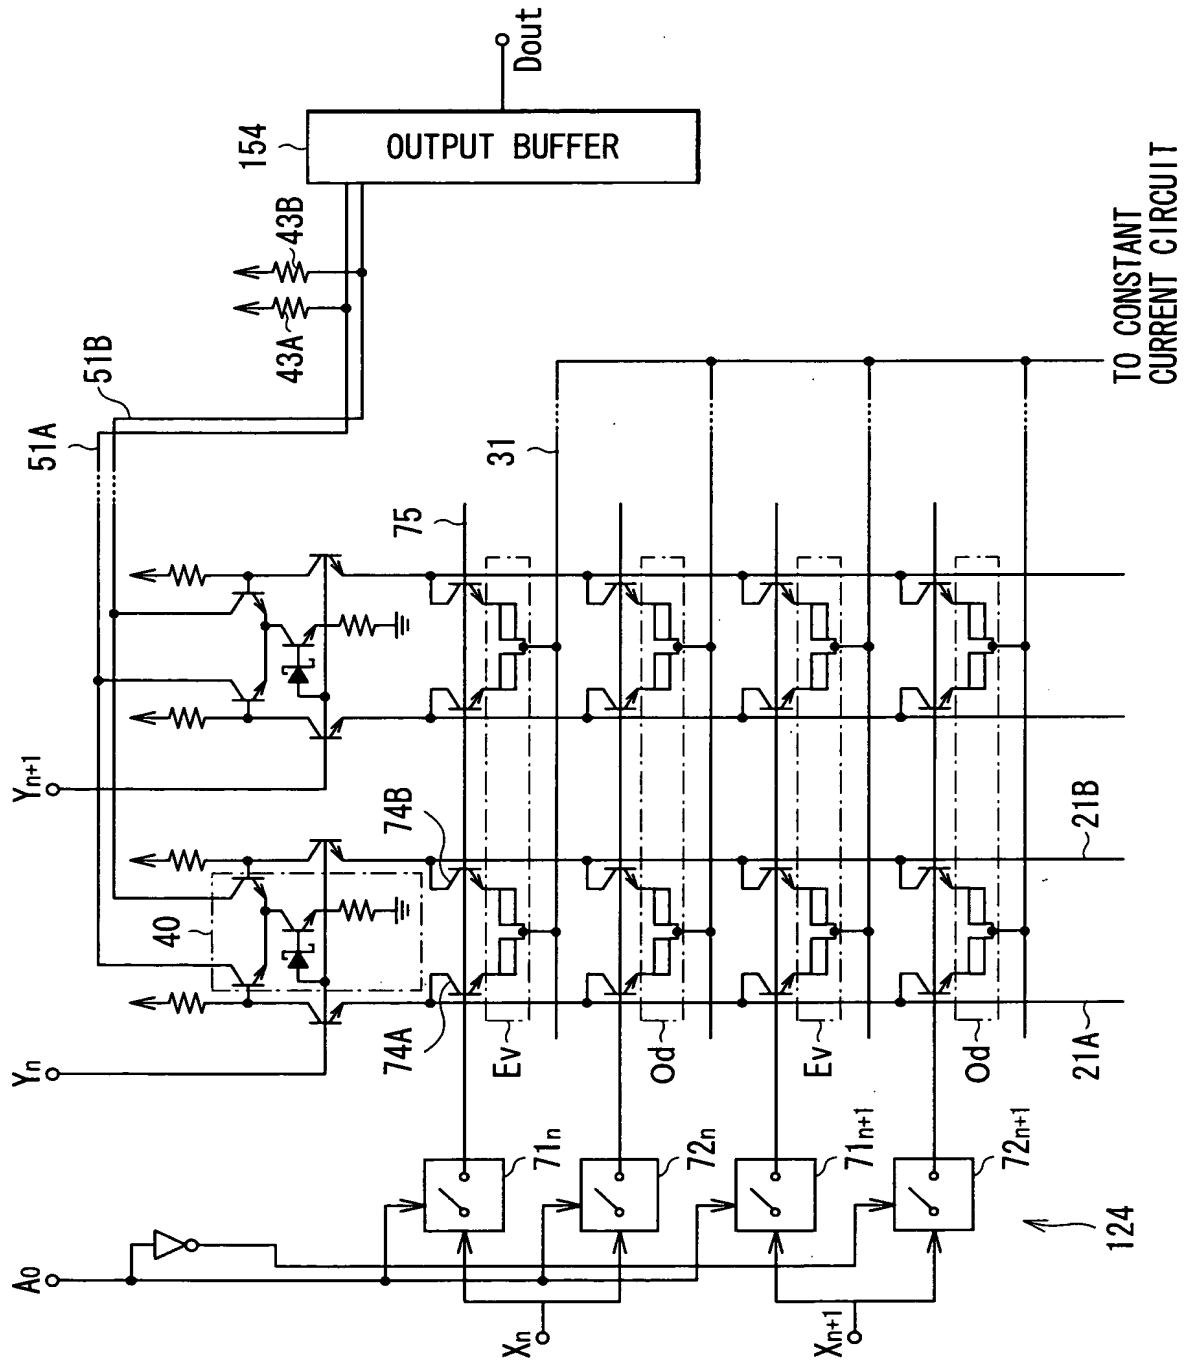 A0
Xn
Xn+1
124
71n
72n
71n+1
72n+1
Yn
Yn+1
40
74A
74B
75
Ev
Od
Ev
Od
21A
21B
31
51A
51B
43A
43B
154
OUTPUT BUFFER
Dout
TO CONSTANT
CURRENT CIRCUIT